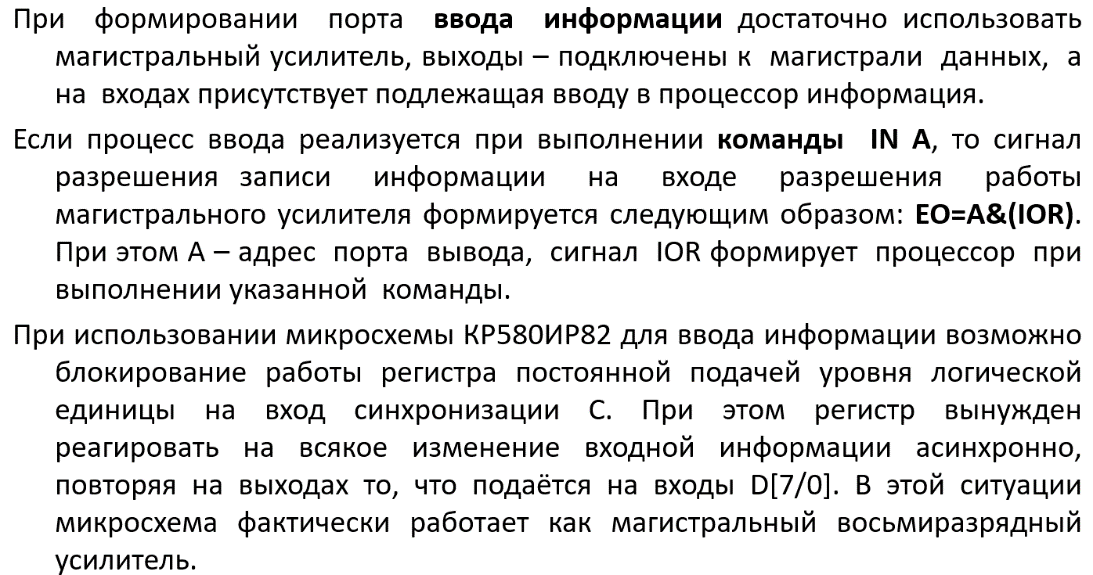 При формировании порта ввода информации достаточно использовать
магистральный усилитель, выходы – подключены к магистрали данных, а
на входах присутствует подлежащая вводу в процессор информация.
Если процесс ввода реализуется при выполнении команды IN A, то сигнал
разрешения записи информации на входе разрешения работы
магистрального усилителя формируется следующим образом: EO=A&(IOR).
При этом A – адрес порта вывода, сигнал IOR формирует процессор при
выполнении указанной команды.
При использовании микросхемы КР580ИР82 для ввода информации возможно
блокирование работы регистра постоянной подачей уровня логической
единицы на вход синхронизации С. При этом регистр вынужден
реагировать на всякое изменение входной информации асинхронно,
повторяя на выходах то, что подаётся на входы D[7/0]. В этой ситуации
микросхема фактически работает как магистральный восьмиразрядный
усилитель.